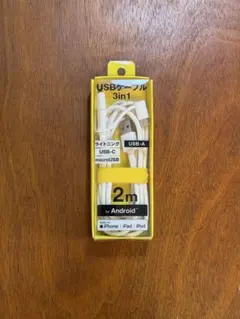 USBケーブル
3in1
USB-A
ライトニング
USB-C
microUSB
2m
for Android
iPhone iPad iPod